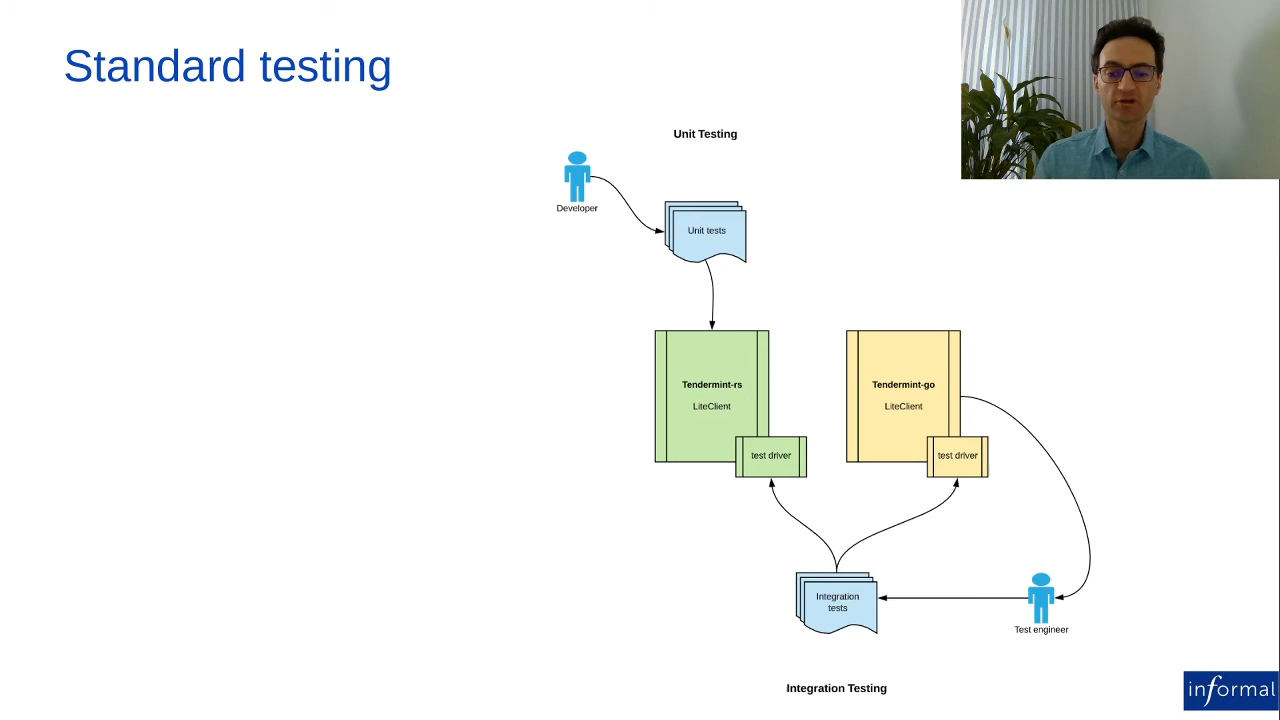 Standard testing
Unit Testing
Developer
Unit tests
Tendermint-rs
LiteClient
test driver
Tendermint-go
LiteClient
test driver
Integration
tests
Test engineer
Integration Testing
informal